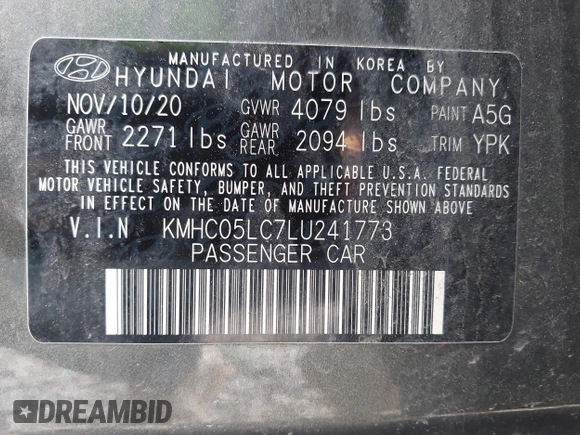 MANUFACTURED IN KOREA BY
HYUNDAI MOTOR COMPANY
NOV/10/20 GVWR 4079 lbs PAINT A5G
GAWR FRONT 2271 lbs GAWR REAR 2094 lbs TRIM YPK
THIS VEHICLE CONFORMS TO ALL APPLICABLE U.S.A. FEDERAL
MOTOR VEHICLE SAFETY, BUMPER, AND THEFT PREVENTION STANDARDS
IN EFFECT ON THE DATE OF MANUFACTURE SHOWN ABOVE
V.I.N KMHC05LC7LU241773
PASSENGER CAR
DREAMBID